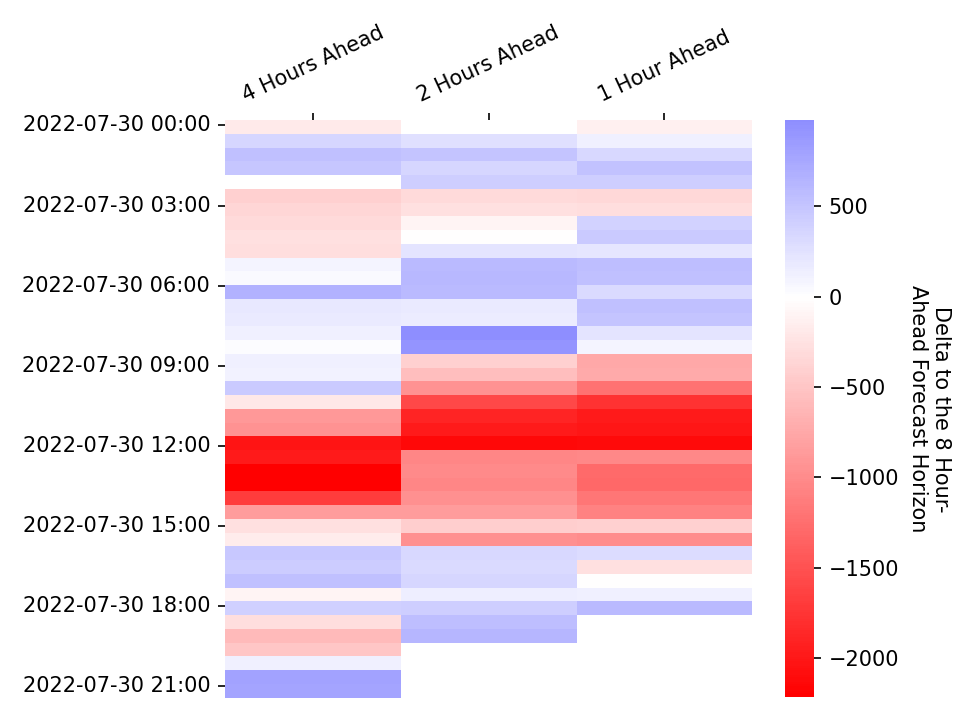 4 Hours Ahead
2 Hours Ahead
1 Hour Ahead
2022-07-30 00:00
2022-07-30 03:00
2022-07-30 06:00
2022-07-30 09:00
2022-07-30 12:00
2022-07-30 15:00
2022-07-30 18:00
2022-07-30 21:00
500
0
−500
−1000
−1500
−2000
Delta to the 8 Hour-
Ahead Forecast Horizon